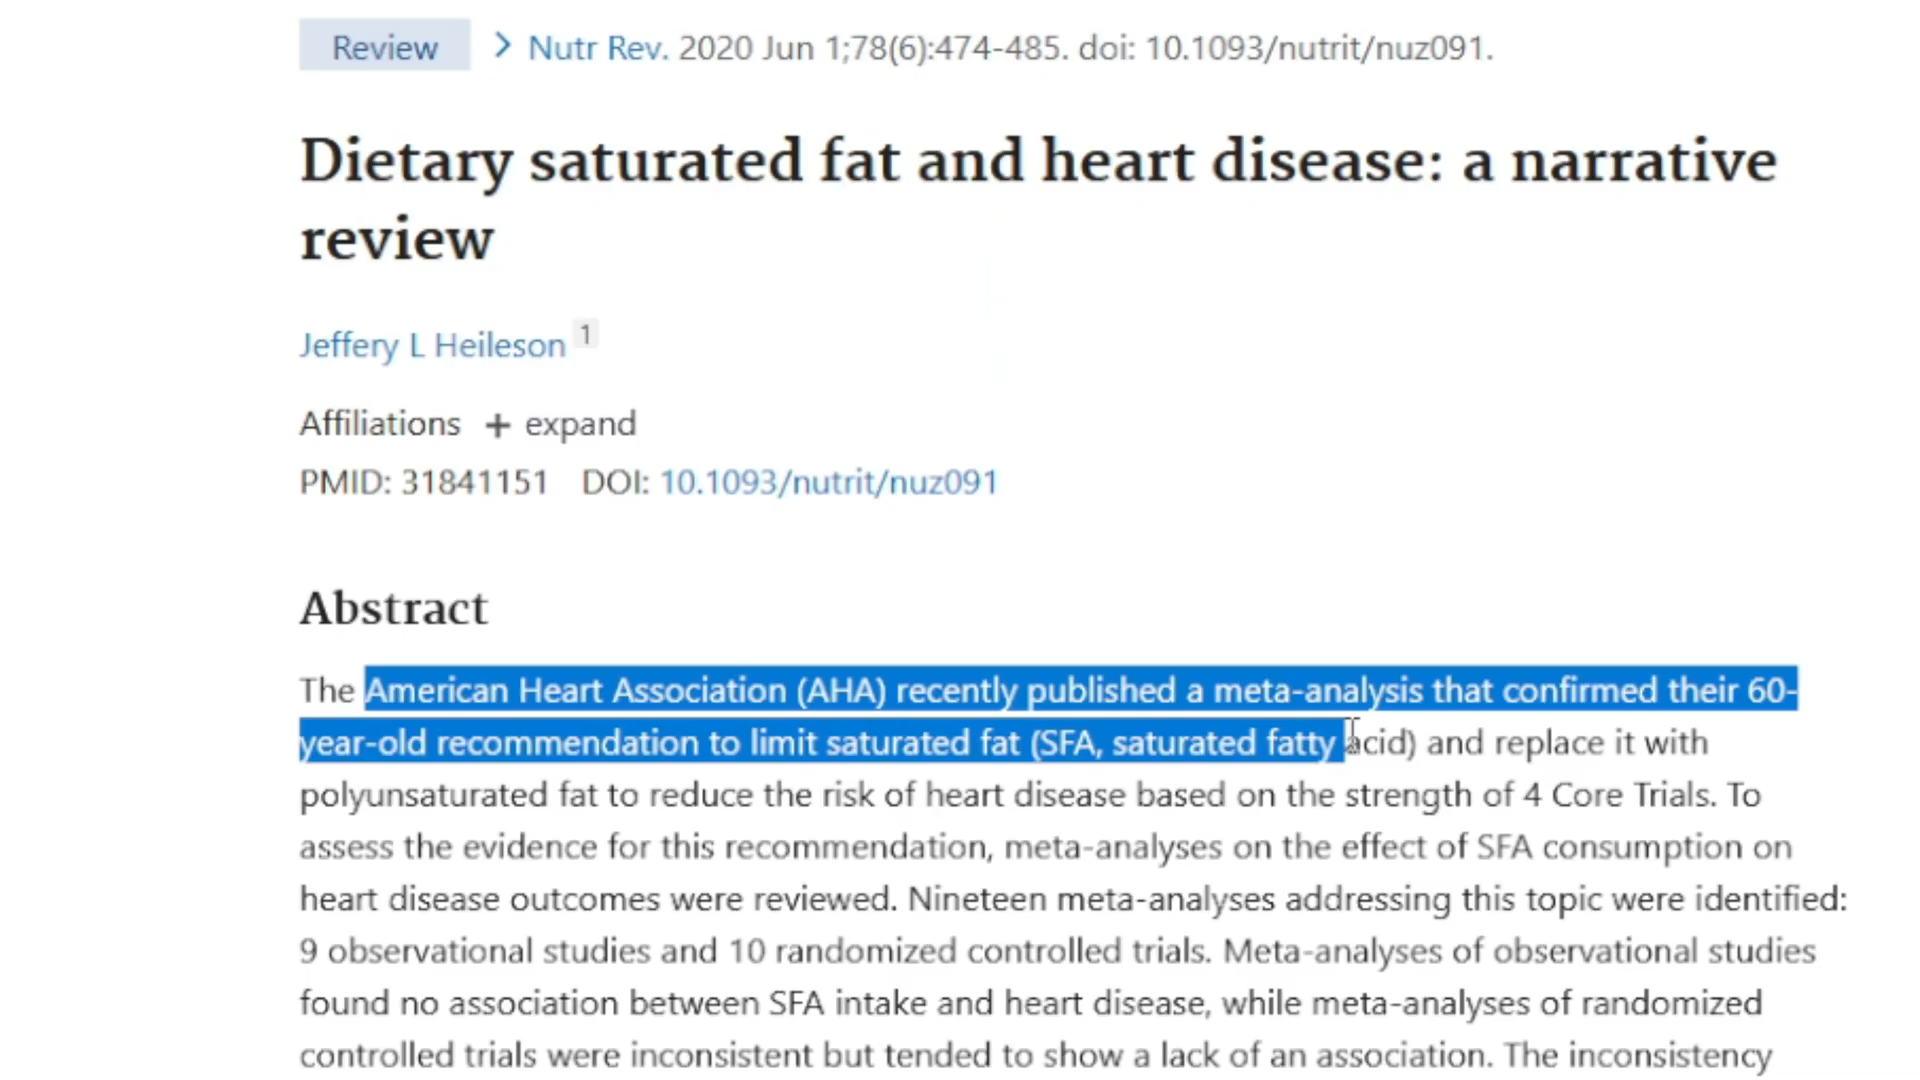 Review > Nutr Rev. 2020 Jun 1;78(6):474-485. doi: 10.1093/nutrit/nuz091.
Dietary saturated fat and heart disease: a narrative
review
Jeffery L Heileson 1
Affiliations + expand
PMID: 31841151 DOI: 10.1093/nutrit/nuz091
Abstract
The American Heart Association (AHA) recently published a meta-analysis that confirmed their 60-
year-old recommendation to limit saturated fat (SFA, saturated fatty acid) and replace it with
polyunsaturated fat to reduce the risk of heart disease based on the strength of 4 Core Trials. To
assess the evidence for this recommendation, meta-analyses on the effect of SFA consumption on
heart disease outcomes were reviewed. Nineteen meta-analyses addressing this topic were identified:
9 observational studies and 10 randomized controlled trials. Meta-analyses of observational studies
found no association between SFA intake and heart disease, while meta-analyses of randomized
controlled trials were inconsistent but tended to show a lack of an association. The inconsistency